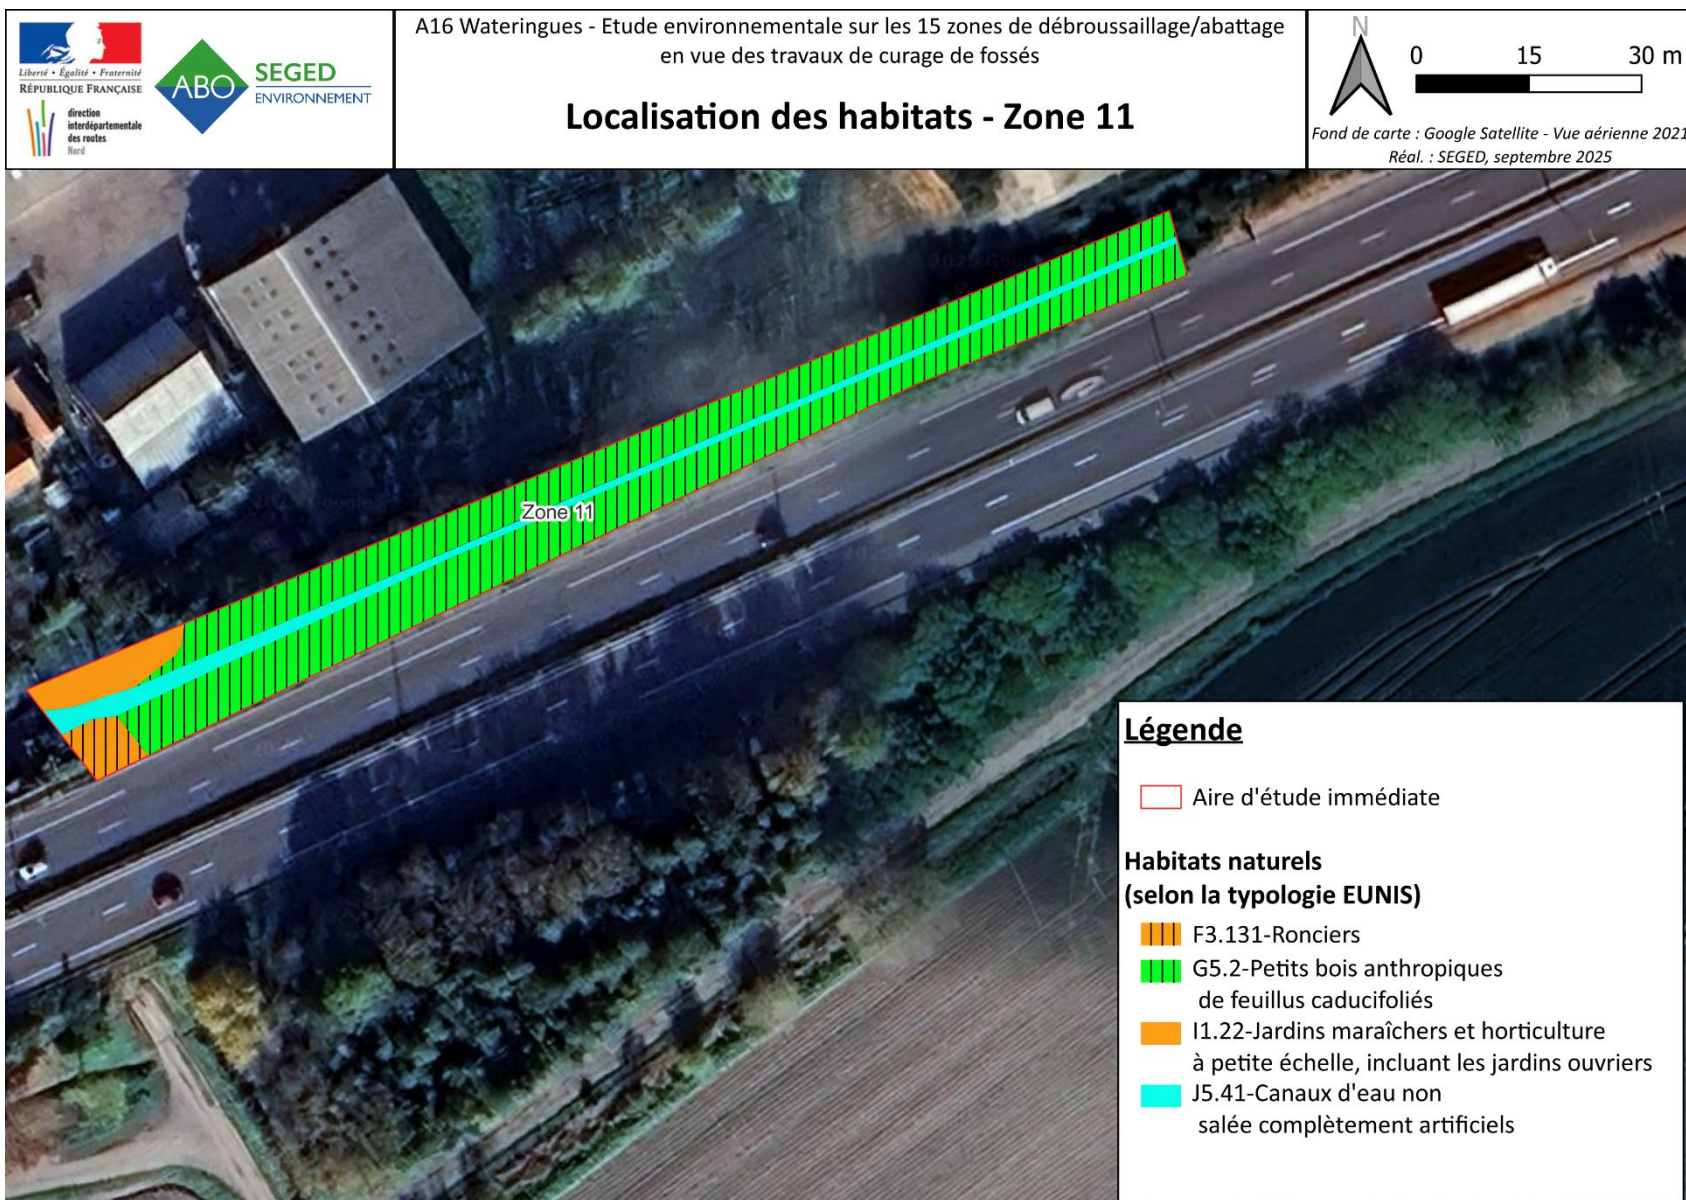 Liberté • Égalité • Fraternité
RÉPUBLIQUE FRANÇAISE
direction
interdépartementale
des routes
Nord
ABO
SEGED
ENVIRONNEMENT
A16 Wateringues - Etude environnementale sur les 15 zones de débroussaillage/abattage
en vue des travaux de curage de fossés
Localisation des habitats - Zone 11
N
0 15 30 m
Fond de carte : Google Satellite - Vue aérienne 2021
Réal. : SEGED, septembre 2025
Zone 11
Légende
Aire d'étude immédiate
Habitats naturels
(selon la typologie EUNIS)
F3.131-Ronciers
G5.2-Petits bois anthropiques
de feuillus caducifoliés
I1.22-Jardins maraîchers et horticulture
à petite échelle, incluant les jardins ouvriers
J5.41-Canaux d'eau non
salée complètement artificiels